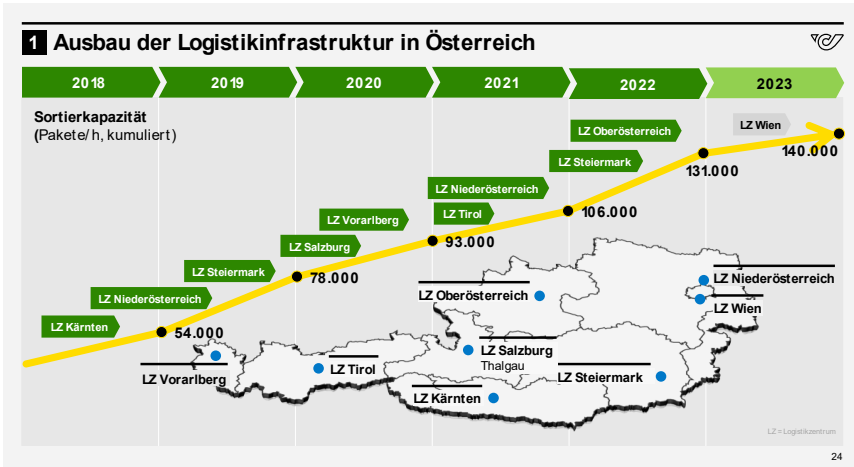 1 Ausbau der Logistikinfrastruktur in Österreich
2018 2019 2020 2021 2022 2023
Sortierkapazität
(Pakete/h, kumuliert)
LZ Wien
LZ Oberösterreich
140.000
LZ Steiermark
131.000
LZ Niederösterreich
LZ Vorarlberg
LZ Tirol
106.000
LZ Salzburg
93.000
LZ Steiermark
78.000
LZ Niederösterreich
LZ Kärnten
54.000
LZ Niederösterreich
LZ Oberösterreich
LZ Wien
LZ Salzburg
Thalgau
LZ Vorarlberg
LZ Tirol
LZ Steiermark
LZ Kärnten
LZ = Logistikzentrum
24